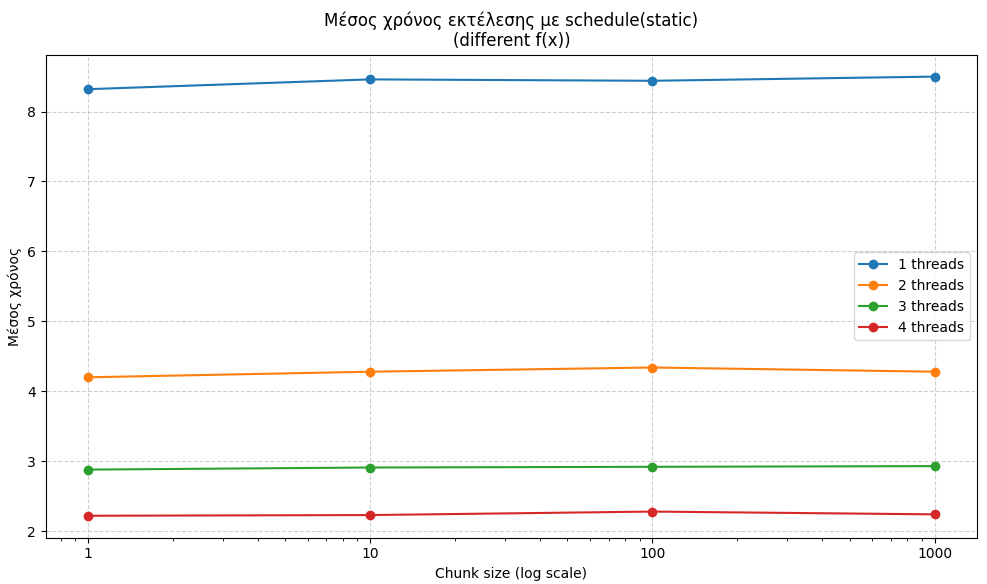 Μέσος χρόνος εκτέλεσης με schedule(static)
(different f(x))
Μέσος χρόνος
8
7
6
5
4
3
2
1 threads
2 threads
3 threads
4 threads
1
10
100
1000
Chunk size (log scale)